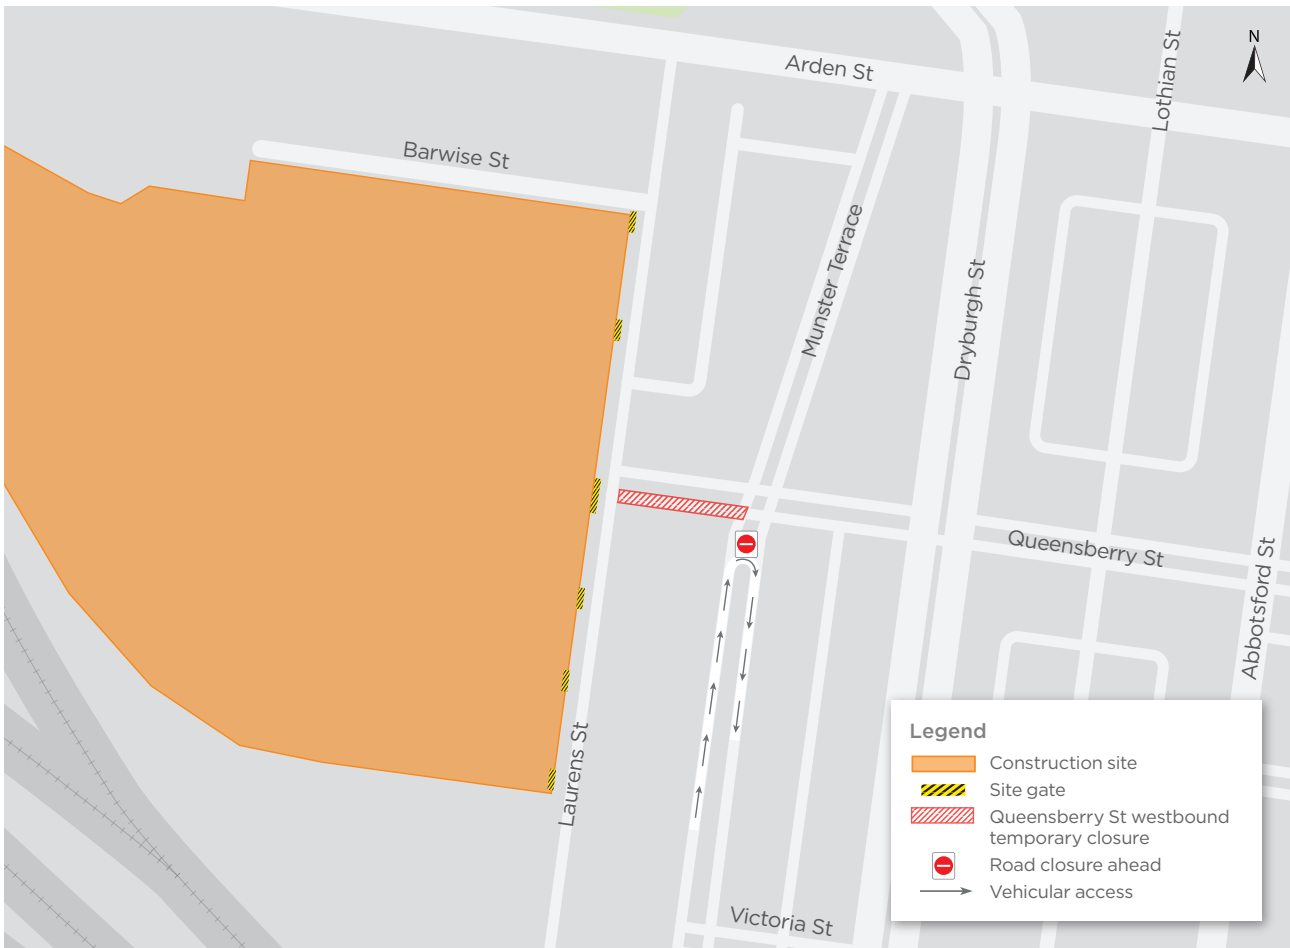 N
Arden St
Lothian St
Barwise St
Munster Terrace
Dryburgh St
Queensberry St
Abbotsford St
Laurens St
Victoria St
Legend
Construction site
Site gate
Queensberry St westbound
temporary closure
Road closure ahead
Vehicular access